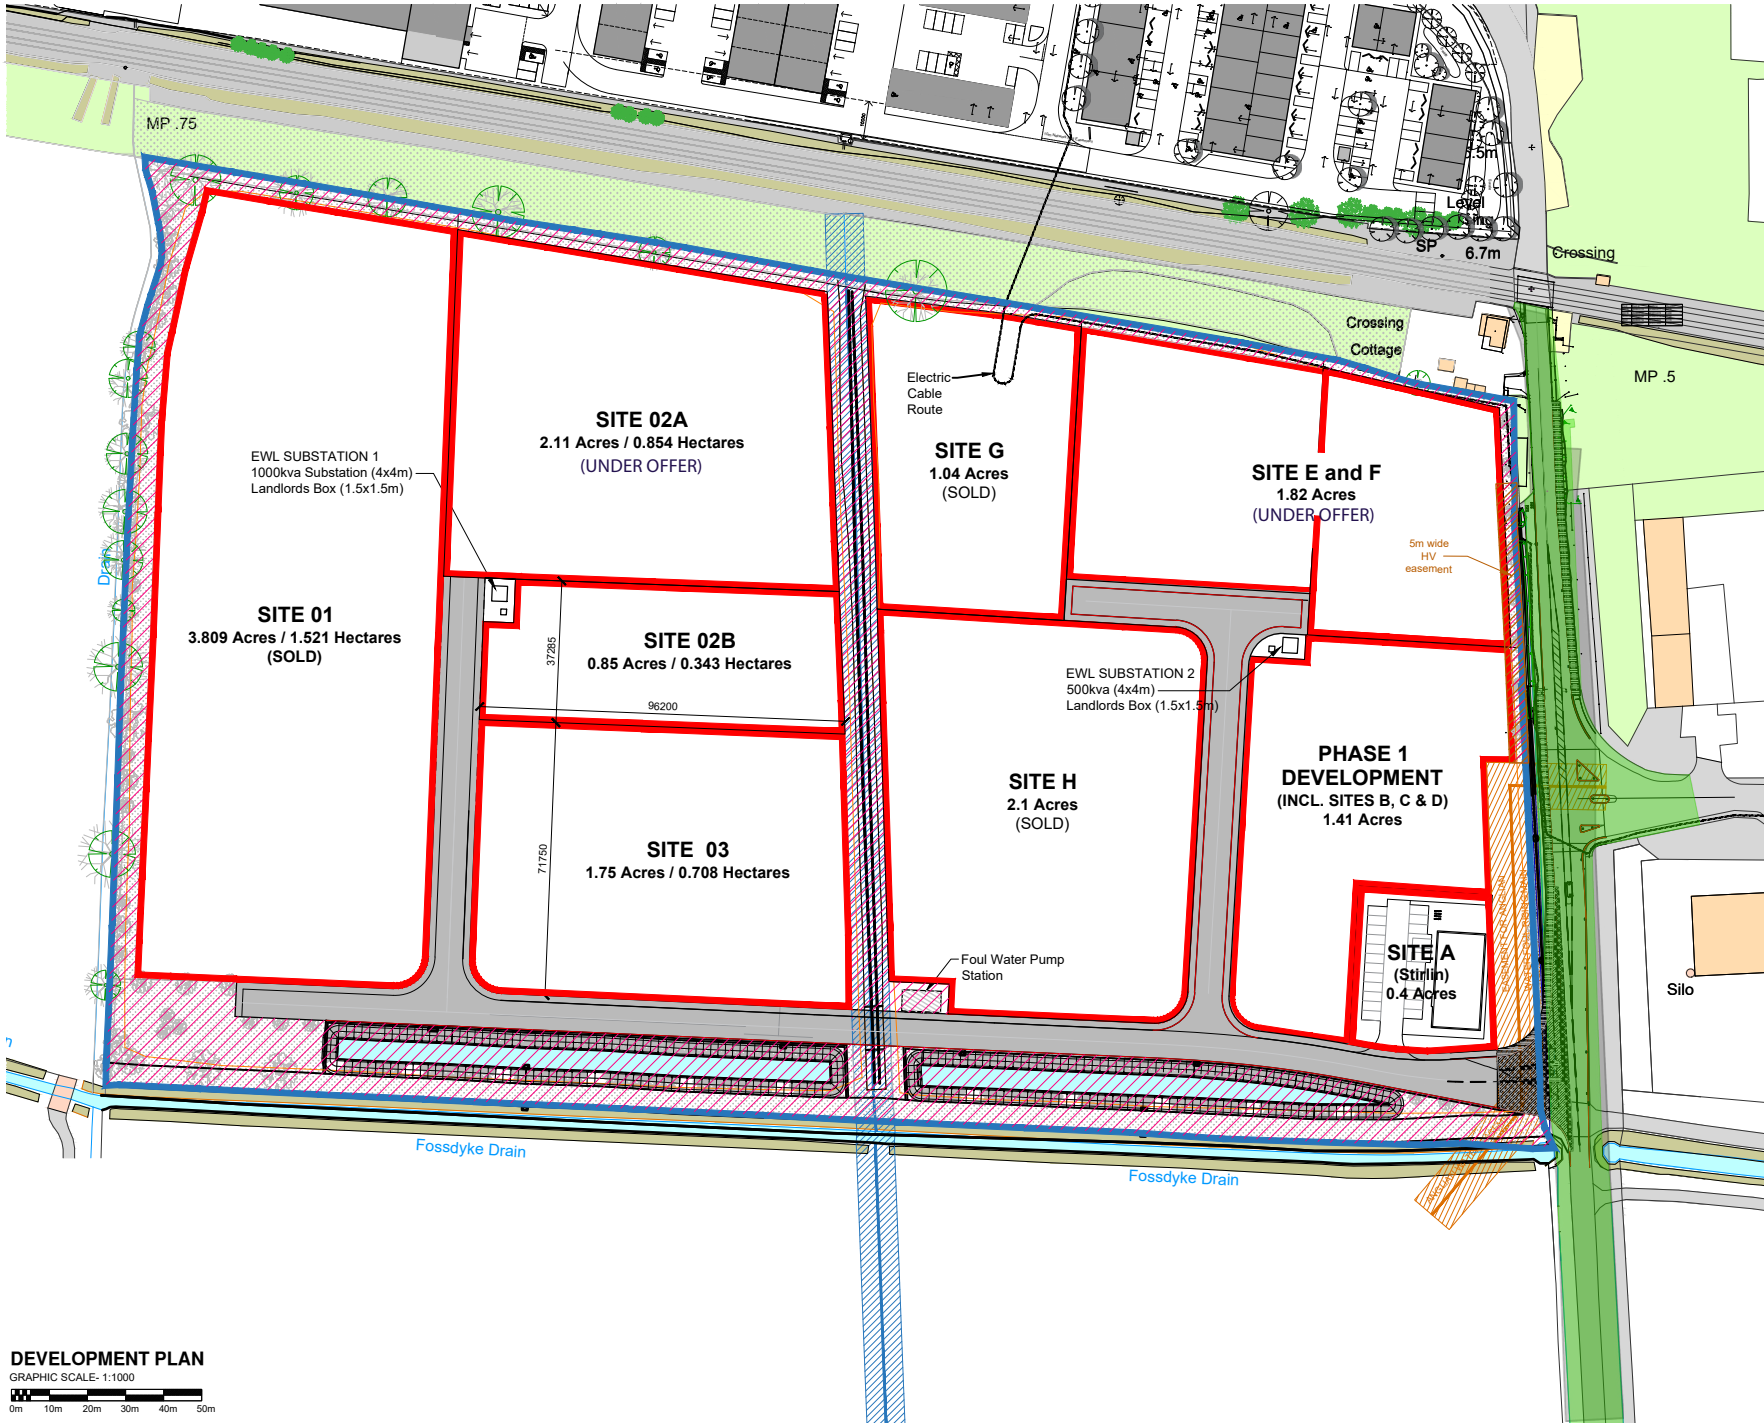 MP .75
.5m
Level
SP
6.7m
Crossing
Crossing
Cottage
MP .5
Electric
Cable
Route
SITE 02A
2.11 Acres / 0.854 Hectares
(UNDER OFFER)
SITE G
1.04 Acres
(SOLD)
SITE E and F
1.82 Acres
(UNDER OFFER)
EWL SUBSTATION 1
1000kva Substation (4x4m)
Landlords Box (1.5x1.5m)
5m wide
HV
easement
Drain
SITE 01
3.809 Acres / 1.521 Hectares
(SOLD)
37285
SITE 02B
0.85 Acres / 0.343 Hectares
96200
EWL SUBSTATION 2
500kva (4x4m)
Landlords Box (1.5x1.5m)
PHASE 1
DEVELOPMENT
(INCL. SITES B, C & D)
1.41 Acres
SITE H
2.1 Acres
(SOLD)
71750
SITE 03
1.75 Acres / 0.708 Hectares
SITE A
(Stirlin)
0.4 Acres
Foul Water Pump
Station
Silo
Fossdyke Drain
Fossdyke Drain
DEVELOPMENT PLAN
GRAPHIC SCALE- 1:1000
0m 10m 20m 30m 40m 50m